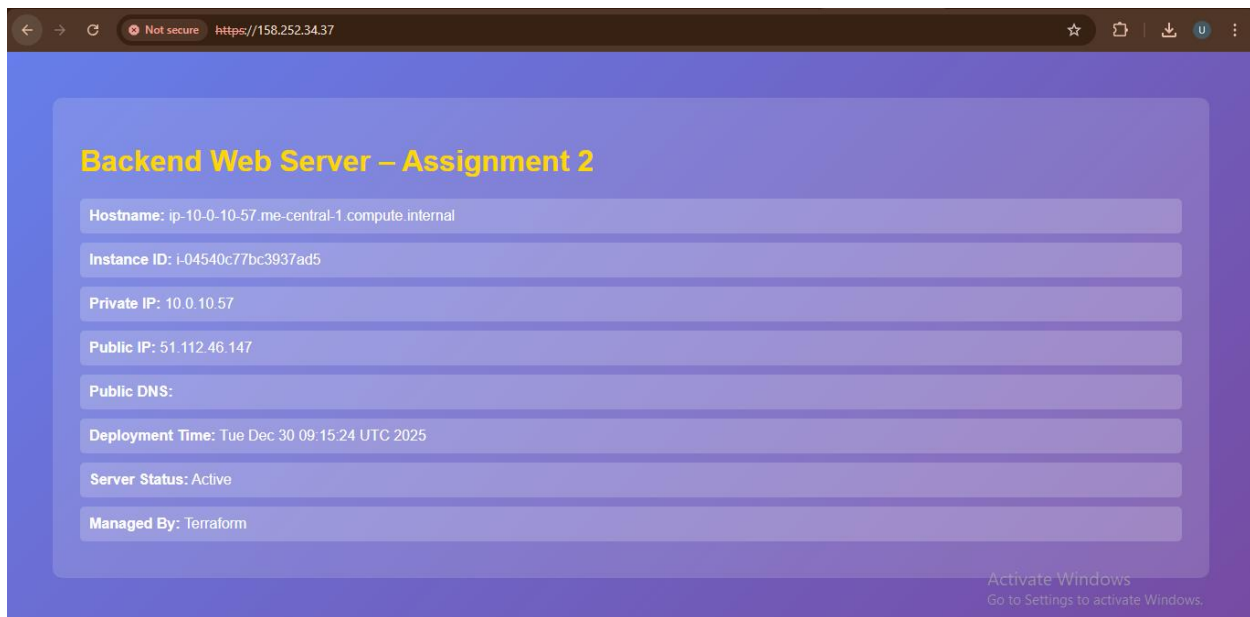 Not secure https://158.252.34.37
U
Backend Web Server – Assignment 2
Hostname: ip-10-0-10-57.me-central-1.compute.internal
Instance ID: i-04540c77bc3937ad5
Private IP: 10.0.10.57
Public IP: 51.112.46.147
Public DNS:
Deployment Time: Tue Dec 30 09:15:24 UTC 2025
Server Status: Active
Managed By: Terraform
Activate Windows
Go to Settings to activate Windows.